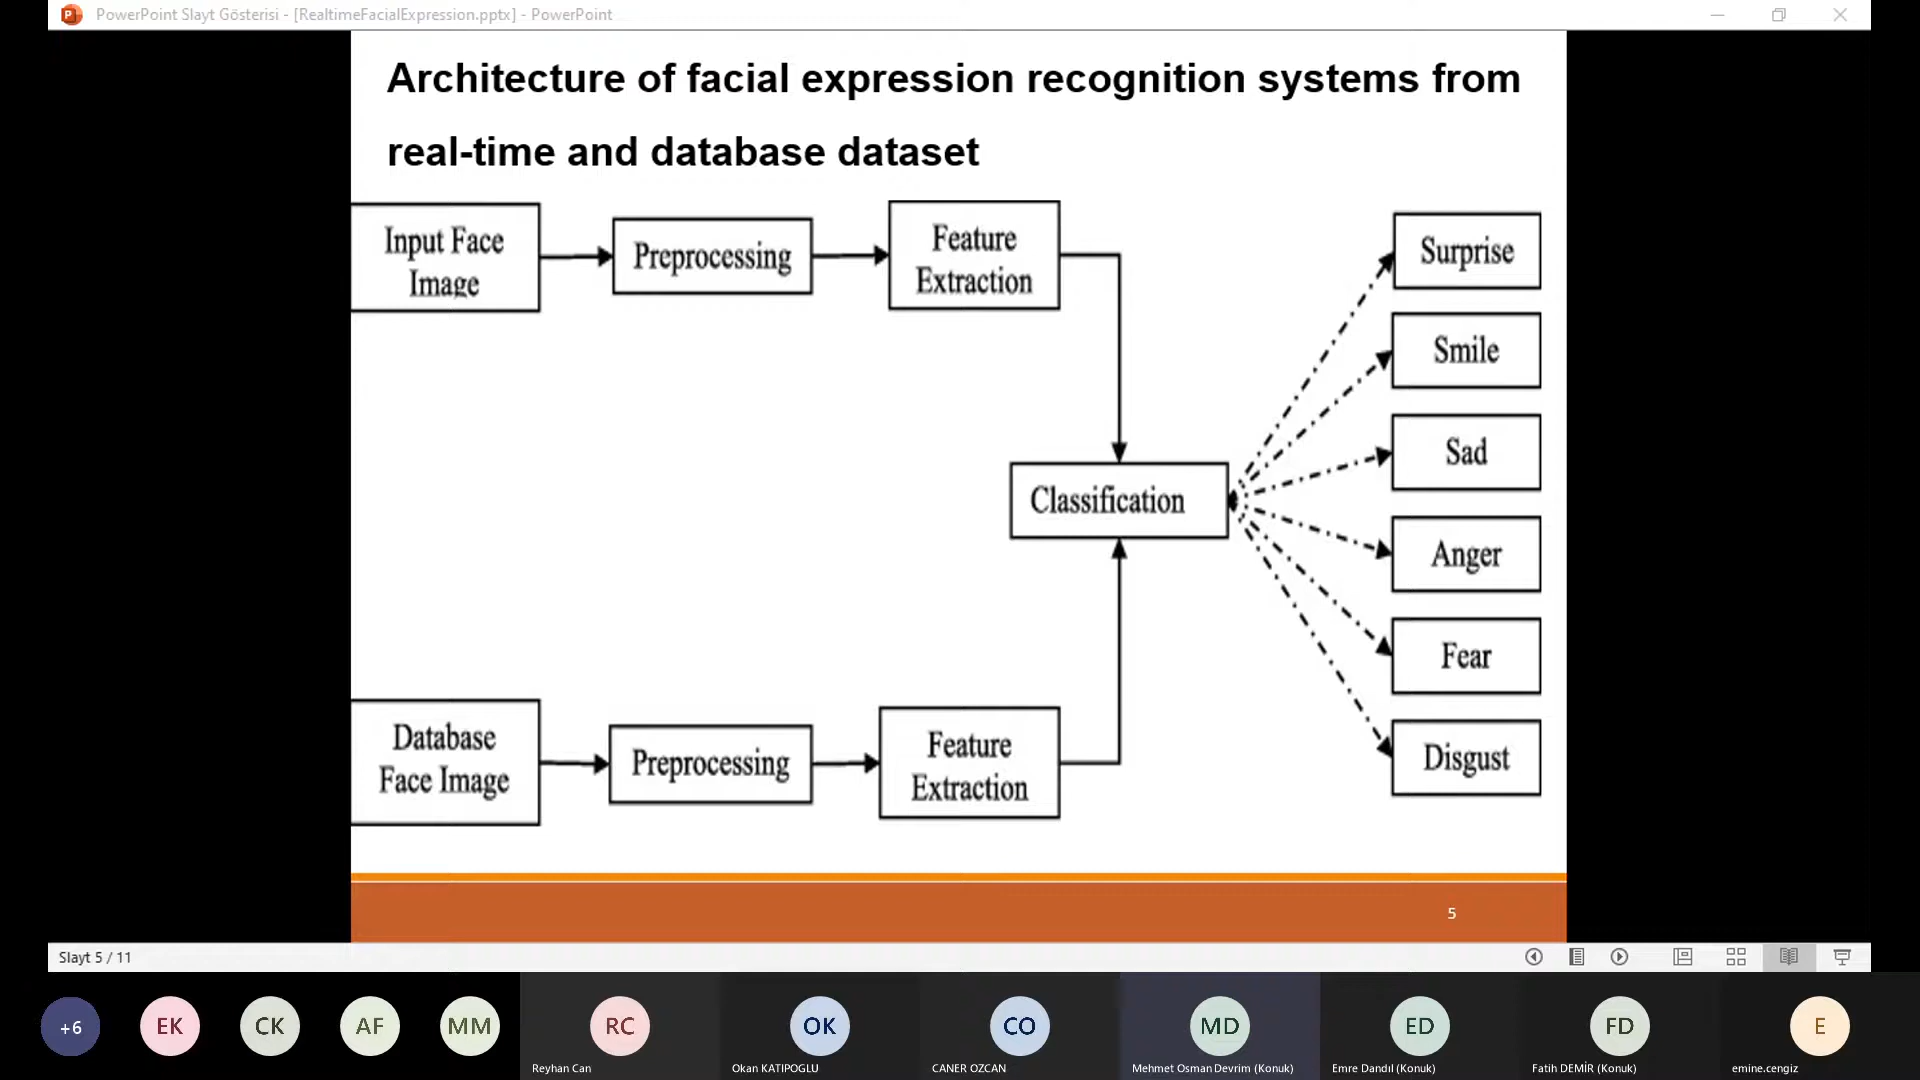 PowerPoint Slayt Gösterisi - [RealtimeFacialExpression.pptx] - PowerPoint
Architecture of facial expression recognition systems from
real-time and database dataset
Input Face
Image
Preprocessing
Feature
Extraction
Surprise
Smile
Sad
Classification
Anger
Fear
Disgust
Database
Face Image
Preprocessing
Feature
Extraction
5
Slayt 5 / 11
+6
EK
CK
AF
MM
RC
OK
CO
MD
ED
FD
E
Reyhan Can
Okan KATIPOGLU
CANER OZCAN
Mehmet Osman Devrim (Konuk)
Emre Dandıl (Konuk)
Fatih DEMİR (Konuk)
emine.cengiz